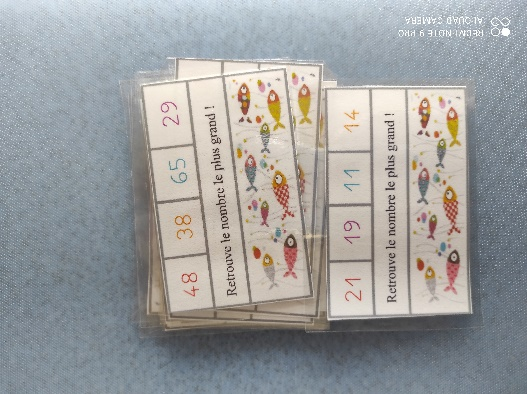 48 38 65 29
Retrouve le nombre le plus grand !
21 19 11 14
Retrouve le nombre le plus grand !
REDMI NOTE 9 PRO
AI QUAD CAMERA